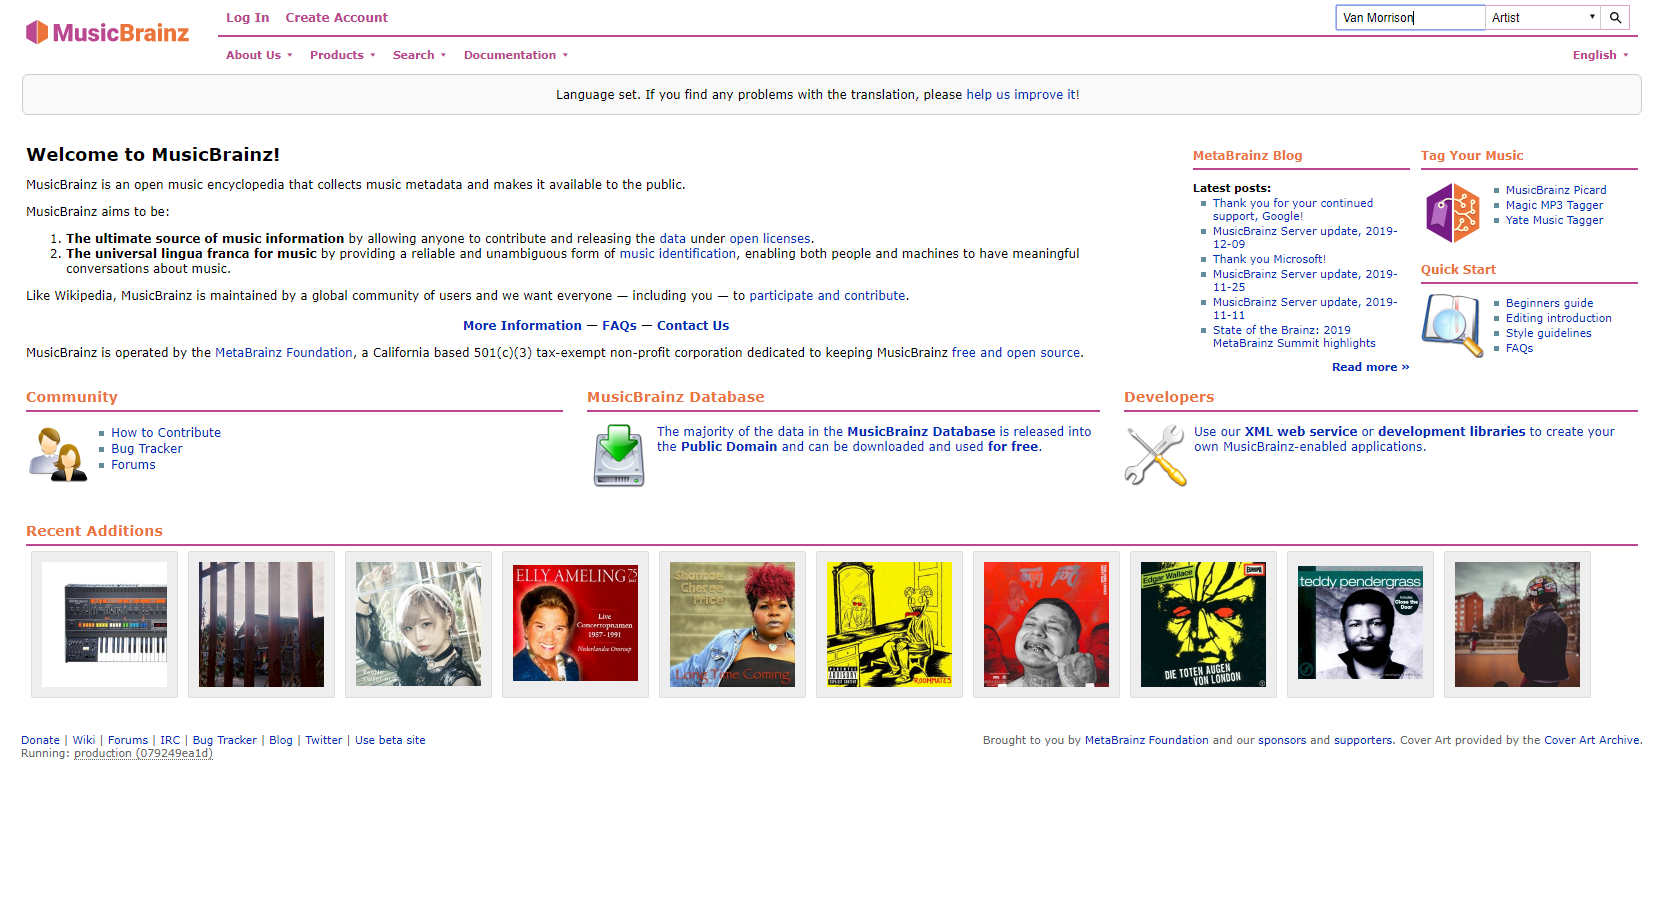 MusicBrainz
Log In Create Account
Van Morrison Artist
About Us Products Search Documentation English
Language set. If you find any problems with the translation, please help us improve it!
Welcome to MusicBrainz!
MusicBrainz is an open music encyclopedia that collects music metadata and makes it available to the public.
MusicBrainz aims to be:
1. The ultimate source of music information by allowing anyone to contribute and releasing the data under open licenses.
2. The universal lingua franca for music by providing a reliable and unambiguous form of music identification, enabling both people and machines to have meaningful
conversations about music.
Like Wikipedia, MusicBrainz is maintained by a global community of users and we want everyone — including you — to participate and contribute.
More Information — FAQs — Contact Us
MusicBrainz is operated by the MetaBrainz Foundation, a California based 501(c)(3) tax-exempt non-profit corporation dedicated to keeping MusicBrainz free and open source.
MetaBrainz Blog
Latest posts:
Thank you for your continued
support, Google!
MusicBrainz Server update, 2019-
12-09
Thank you Microsoft!
MusicBrainz Server update, 2019-
11-25
MusicBrainz Server update, 2019-
11-11
State of the Brainz: 2019
MetaBrainz Summit highlights
Read more »
Tag Your Music
MusicBrainz Picard
Magic MP3 Tagger
Yate Music Tagger
Quick Start
Beginners guide
Editing introduction
Style guidelines
FAQs
Community
How to Contribute
Bug Tracker
Forums
MusicBrainz Database
The majority of the data in the MusicBrainz Database is released into
the Public Domain and can be downloaded and used for free.
Developers
Use our XML web service or development libraries to create your
own MusicBrainz-enabled applications.
Recent Additions
ELLY AMELING 75
Live
Concertopnamen
1957-1991
Nederlandse Omroep
Sharrae
Cheree
Price
Long Time Coming
ROOMMATES
EUROPA
Edgar Wallace
DIE TOTEN AUGEN
VON LONDON
teddy pendergrass
Includes
Close the
Door
Donate | Wiki | Forums | IRC | Bug Tracker | Blog | Twitter | Use beta site
Running: production (079249ea1d)
Brought to you by MetaBrainz Foundation and our sponsors and supporters. Cover Art provided by the Cover Art Archive.